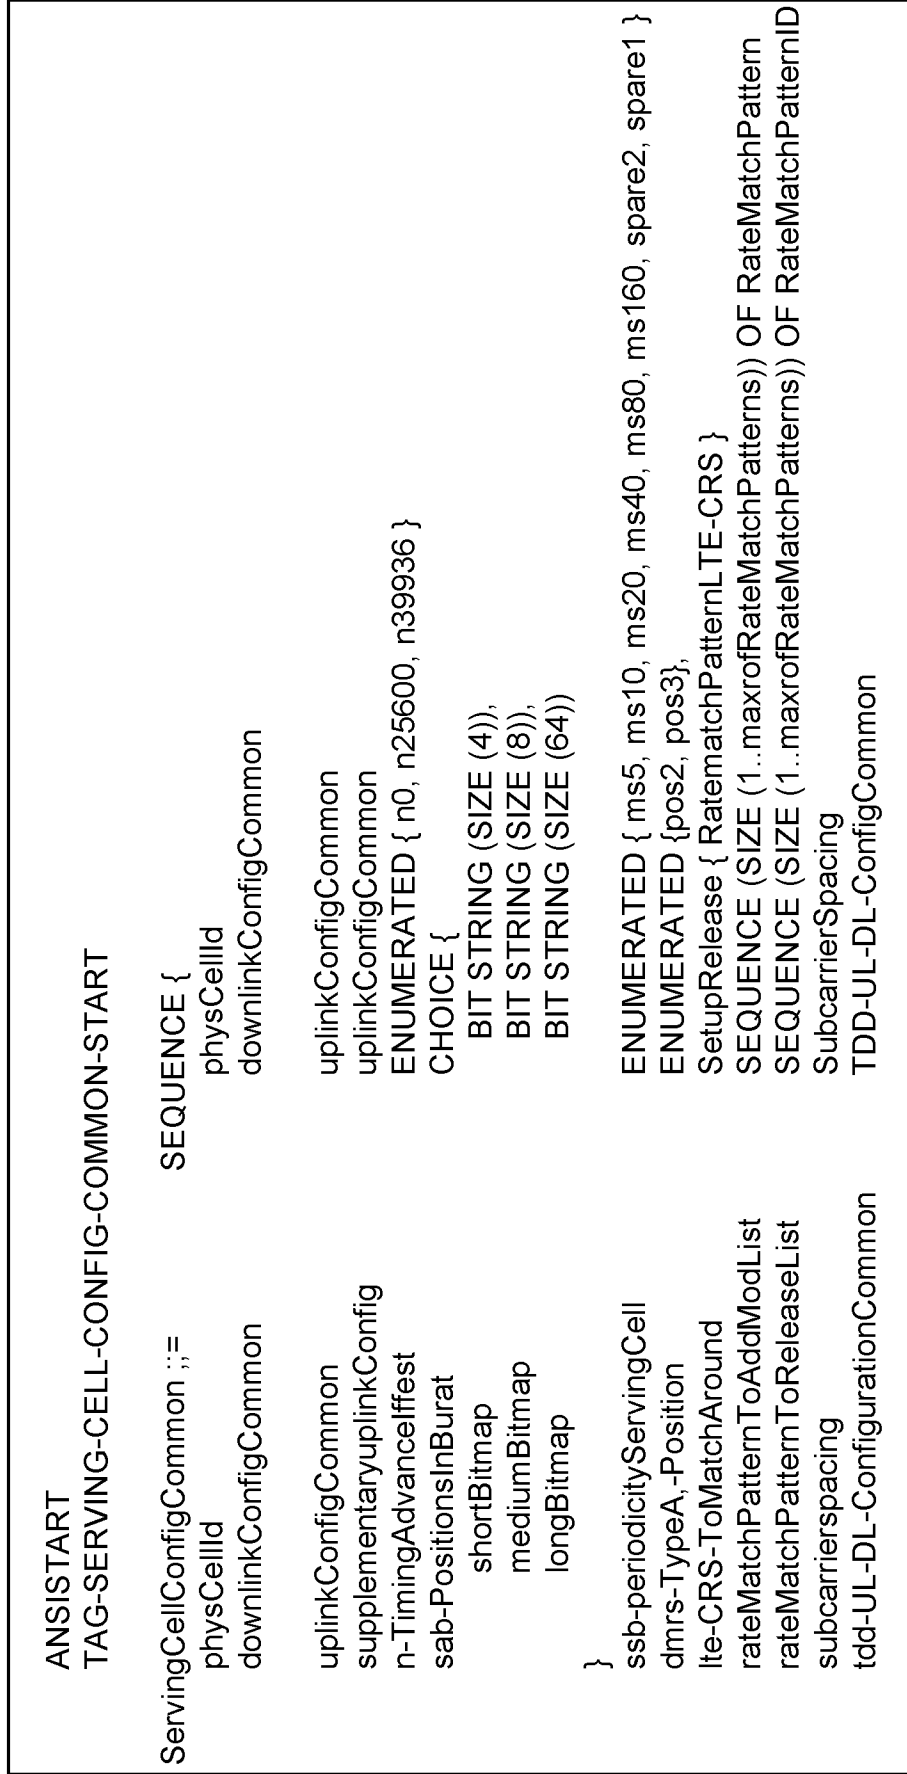 ANSISTART
TAG-SERVING-CELL-CONFIG-COMMON-START
ServingCellConfigCommon ;;= SEQUENCE {
physCellId physCellId
downlinkConfigCommon downlinkConfigCommon
uplinkConfigCommon uplinkConfigCommon
supplementaryuplinkConfig uplinkConfigCommon
n-TimingAdvanceIffest ENUMERATED { n0, n25600, n39936 }
sab-PositionsInBurat CHOICE {
shortBitmap BIT STRING (SIZE (4)),
mediumBitmap BIT STRING (SIZE (8)),
longBitmap BIT STRING (SIZE (64))
}
ssb-periodicityServingCell ENUMERATED { ms5, ms10, ms20, ms40, ms80, ms160, spare2, spare1 }
dmrs-TypeA,-Position ENUMERATED {pos2, pos3},
lte-CRS-ToMatchAround SetupRelease { RatematchPatternLTE-CRS }
rateMatchPatternToAddModList SEQUENCE (SIZE (1..maxrofRateMatchPatterns)) OF RateMatchPattern
rateMatchPatternToReleaseList SEQUENCE (SIZE (1..maxrofRateMatchPatterns)) OF RateMatchPatternID
subcarrierspacing SubcarrierSpacing
tdd-UL-DL-ConfigurationCommon TDD-UL-DL-ConfigCommon